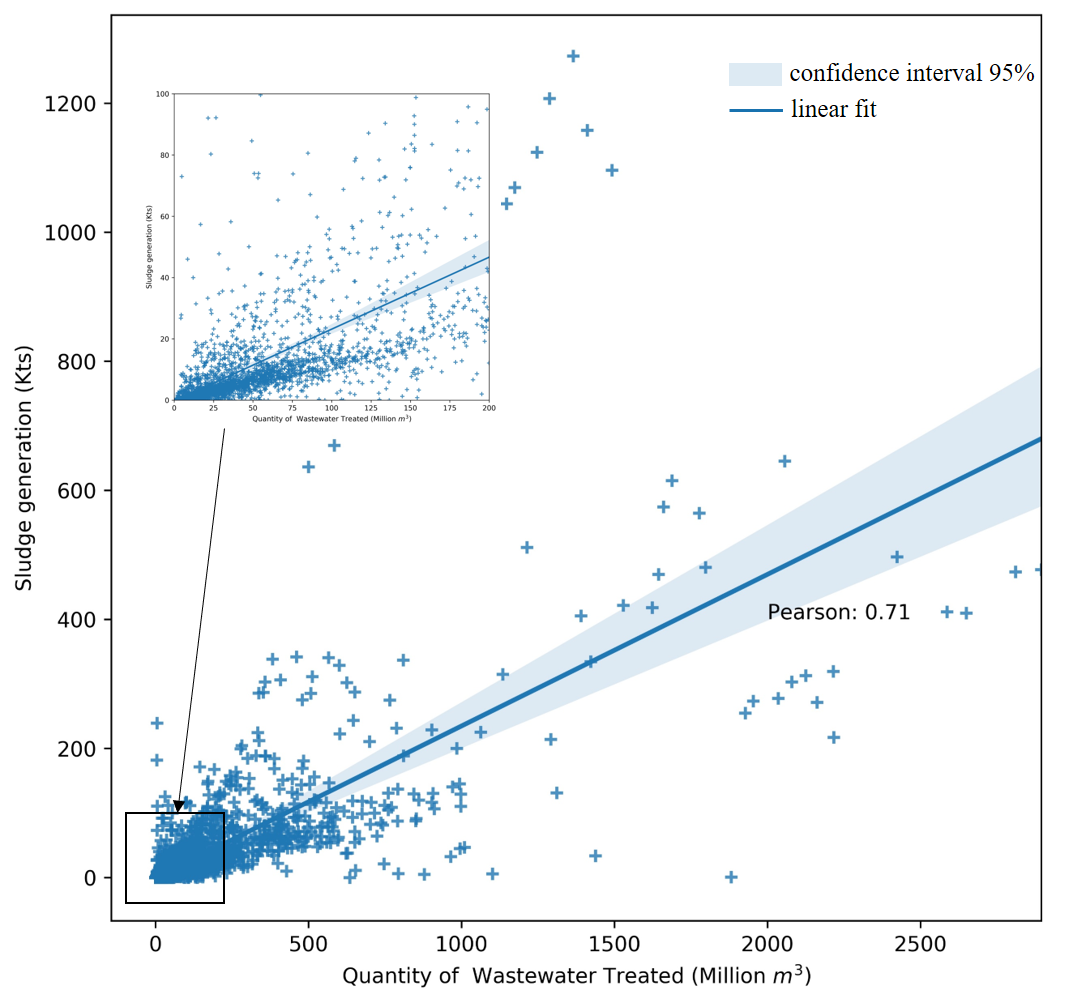 confidence interval 95%
linear fit
1200
1000
800
600
400
200
0
Sludge generation (Kts)
100
80
60
40
20
0
Sludge generation (Kts)
0 25 50 75 100 125 150 175 200
Quantity of Wastewater Treated (Million m³)
Pearson: 0.71
0 500 1000 1500 2000 2500
Quantity of Wastewater Treated (Million m³)